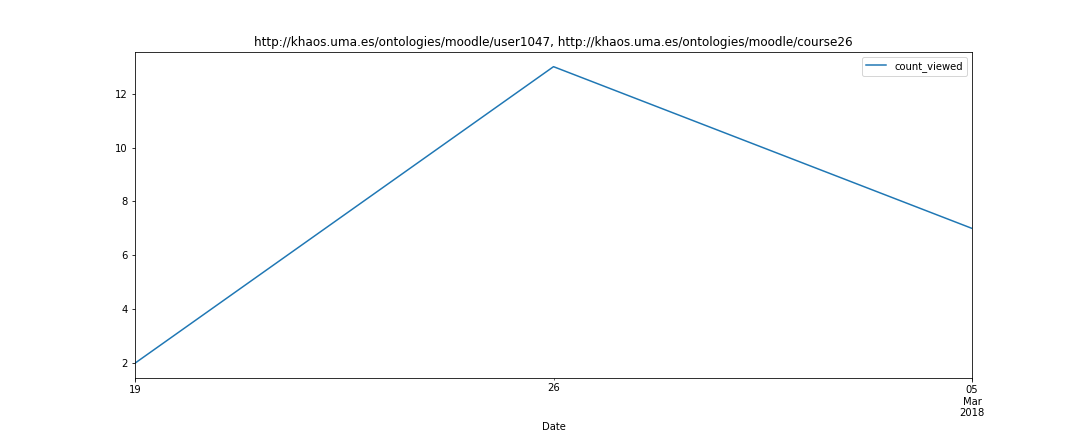 http://khaos.uma.es/ontologies/moodle/user1047, http://khaos.uma.es/ontologies/moodle/course26
count_viewed
12
10
8
6
4
2
19
26
05
Mar
2018
Date